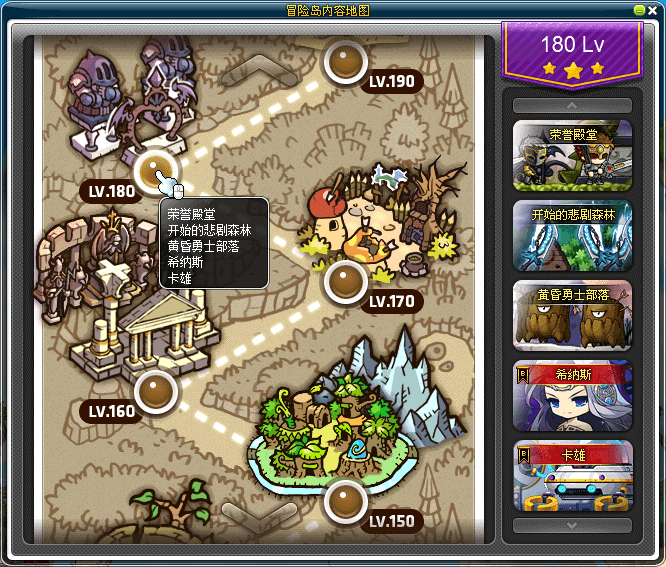 冒险岛内容地图
180 Lv
LV.190
LV.180
荣誉殿堂
开始的悲剧森林
黄昏勇士部落
希纳斯
卡雄
LV.170
LV.160
LV.150
荣誉殿堂
开始的悲剧森林
黄昏勇士部落
B
希纳斯
B
卡雄